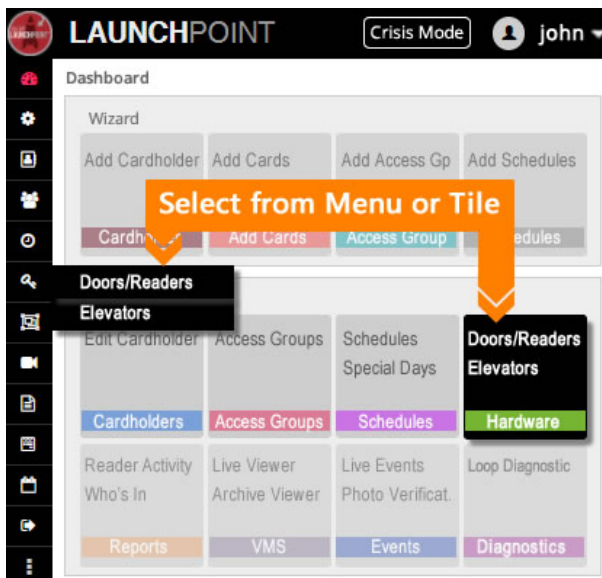 LAUNCHPOINT
Crisis Mode
john
Dashboard
Wizard
Add Cardholder
Add Cards
Add Access Gp
Add Schedules
Select from Menu or Tile
Add Cards
Access Group
Doors/Readers
Elevators
Edit Cardholder
Access Groups
Schedules
Special Days
Doors/Readers
Elevators
Cardholders
Access Groups
Schedules
Hardware
Reader Activity
Who's In
Live Viewer
Archive Viewer
Live Events
Photo Verificat.
Loop Diagnostic
Reports
VMS
Events
Diagnostics